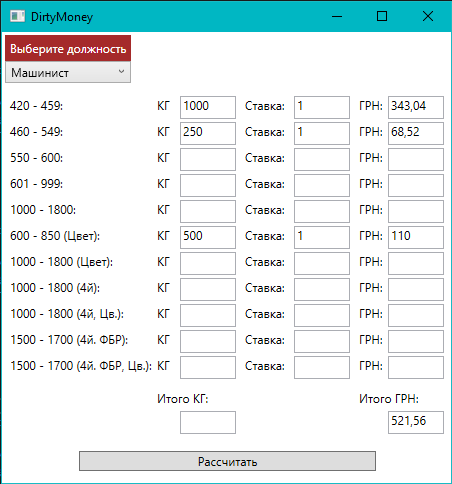 DirtyMoney
Выберите должность
Машинист
420 - 459: КГ 1000 Ставка: 1 ГРН: 343,04
460 - 549: КГ 250 Ставка: 1 ГРН: 68,52
550 - 600: КГ Ставка: ГРН:
601 - 999: КГ Ставка: ГРН:
1000 - 1800: КГ Ставка: ГРН:
600 - 850 (Цвет): КГ 500 Ставка: 1 ГРН: 110
1000 - 1800 (Цвет): КГ Ставка: ГРН:
1000 - 1800 (4й): КГ Ставка: ГРН:
1000 - 1800 (4й, Цв.): КГ Ставка: ГРН:
1500 - 1700 (4й. ФБР): КГ Ставка: ГРН:
1500 - 1700 (4й. ФБР, Цв.): КГ Ставка: ГРН:
Итого КГ: Итого ГРН:
521,56
Рассчитать